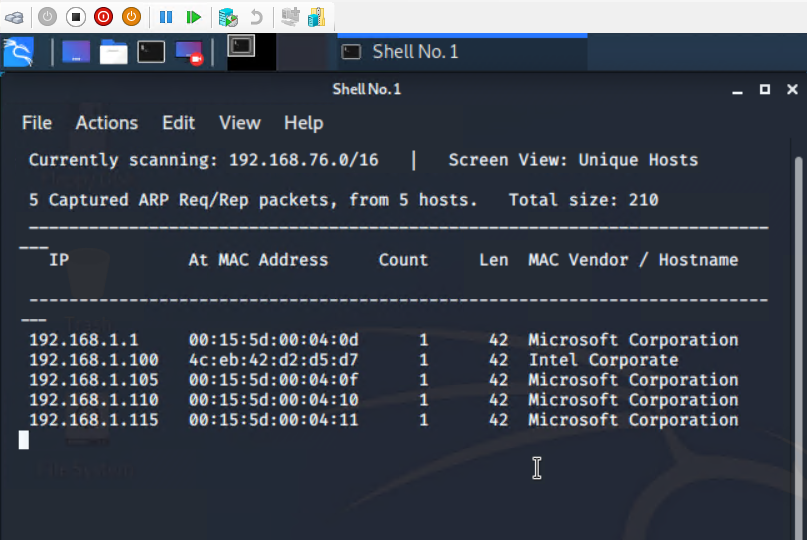 Shell No. 1
Shell No. 1
File Actions Edit View Help
Currently scanning: 192.168.76.0/16 | Screen View: Unique Hosts
5 Captured ARP Req/Rep packets, from 5 hosts. Total size: 210
_____________________________________________________________________________
IP At MAC Address Count Len MAC Vendor / Hostname
-----------------------------------------------------------------------------
192.168.1.1 00:15:5d:00:04:0d 1 42 Microsoft Corporation
192.168.1.100 4c:eb:42:d2:d5:d7 1 42 Intel Corporate
192.168.1.105 00:15:5d:00:04:0f 1 42 Microsoft Corporation
192.168.1.110 00:15:5d:00:04:10 1 42 Microsoft Corporation
192.168.1.115 00:15:5d:00:04:11 1 42 Microsoft Corporation
File System